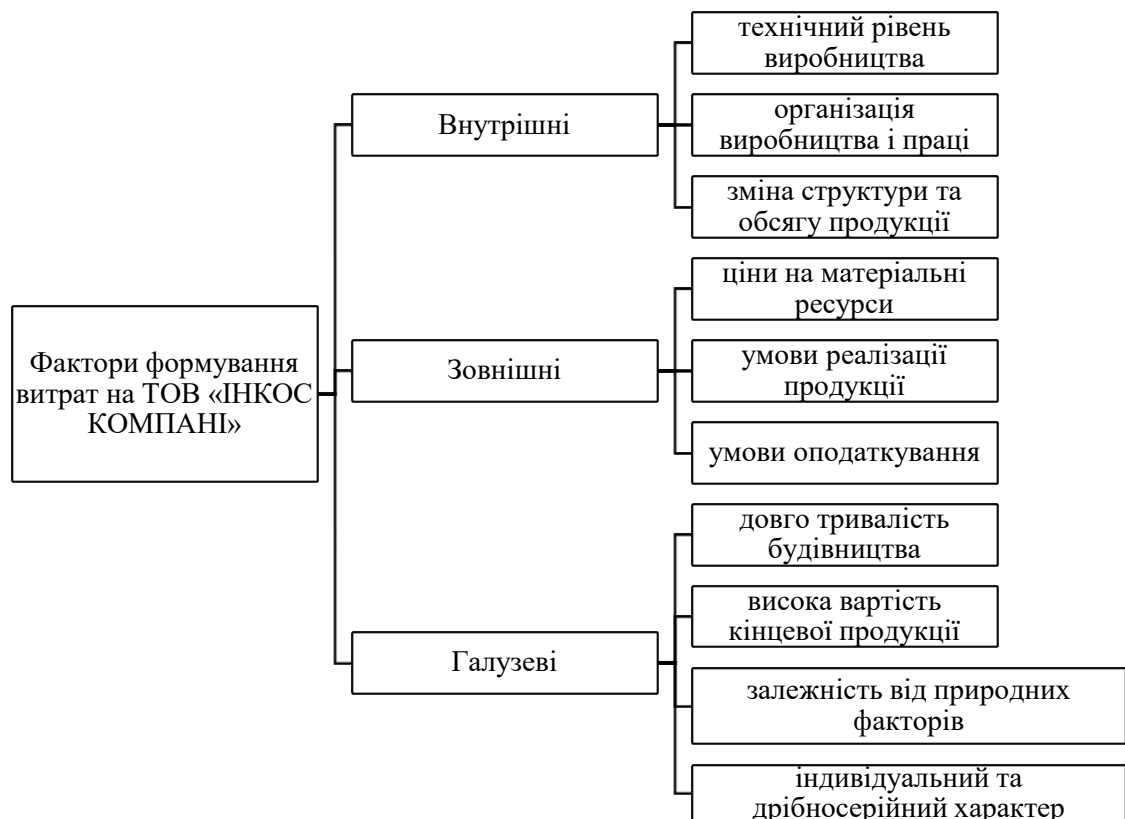 Фактори формування
витрат на ТОВ «ІНКОС
КОМПАНІ»
Внутрішні
технічний рівень
виробництва
організація
виробництва і праці
зміна структури та
обсягу продукції
Зовнішні
ціни на матеріальні
ресурси
умови реалізації
продукції
умови оподаткування
Галузеві
довго тривалість
будівництва
висока вартість
кінцевої продукції
залежність від природних
факторів
індивідуальний та
дрібносерійний характер